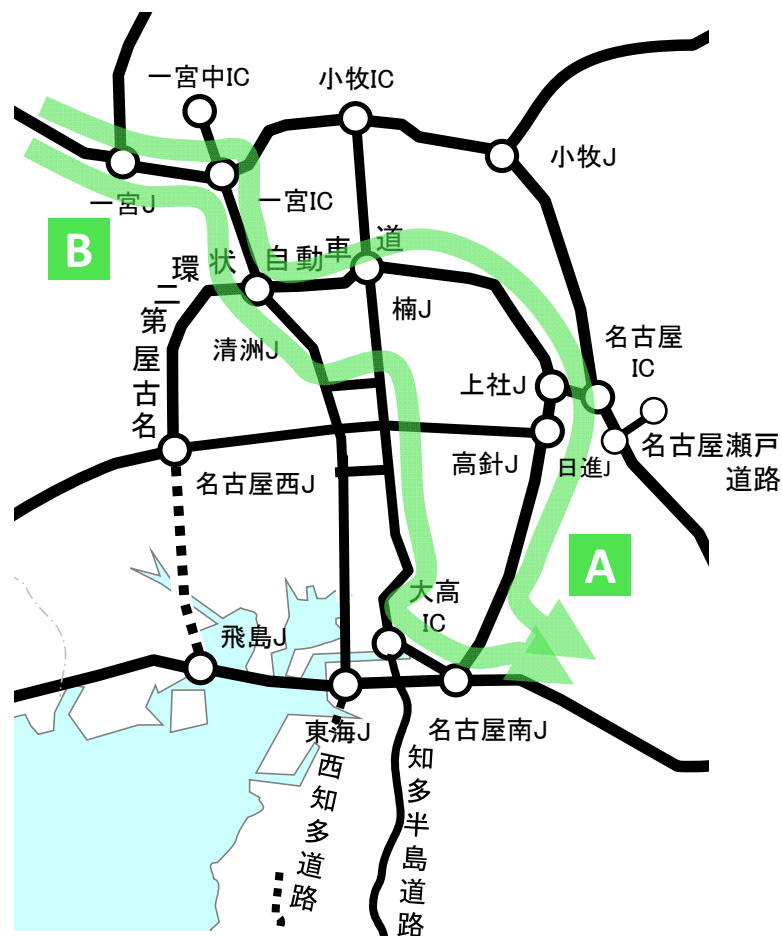 一宮中IC
小牧IC
小牧J
一宮J
一宮IC
B
名古屋第二環状自動車道
楠J
清洲J
名古屋
IC
上社J
高針J
日進J
名古屋瀬戸
道路
名古屋西J
A
大高
IC
飛島J
東海J
名古屋南J
西知多道路
知多半島道路